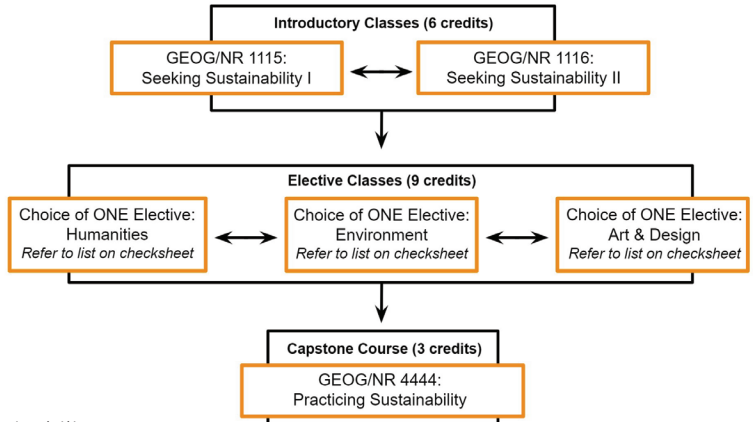 Introductory Classes (6 credits)
GEOG/NR 1115:
Seeking Sustainability I
GEOG/NR 1116:
Seeking Sustainability II
Elective Classes (9 credits)
Choice of ONE Elective:
Humanities
Refer to list on checksheet
Choice of ONE Elective:
Environment
Refer to list on checksheet
Choice of ONE Elective:
Art & Design
Refer to list on checksheet
Capstone Course (3 credits)
GEOG/NR 4444:
Practicing Sustainability